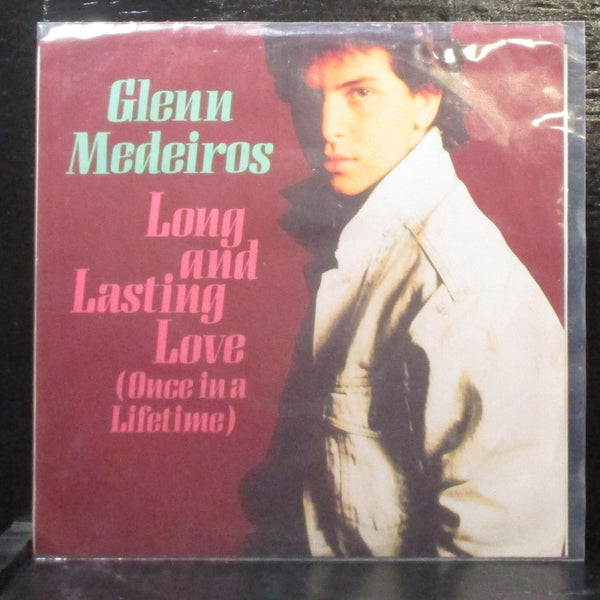 Glenn
Medeiros
Long
and
Lasting
Love
(Once in a
Lifetime)